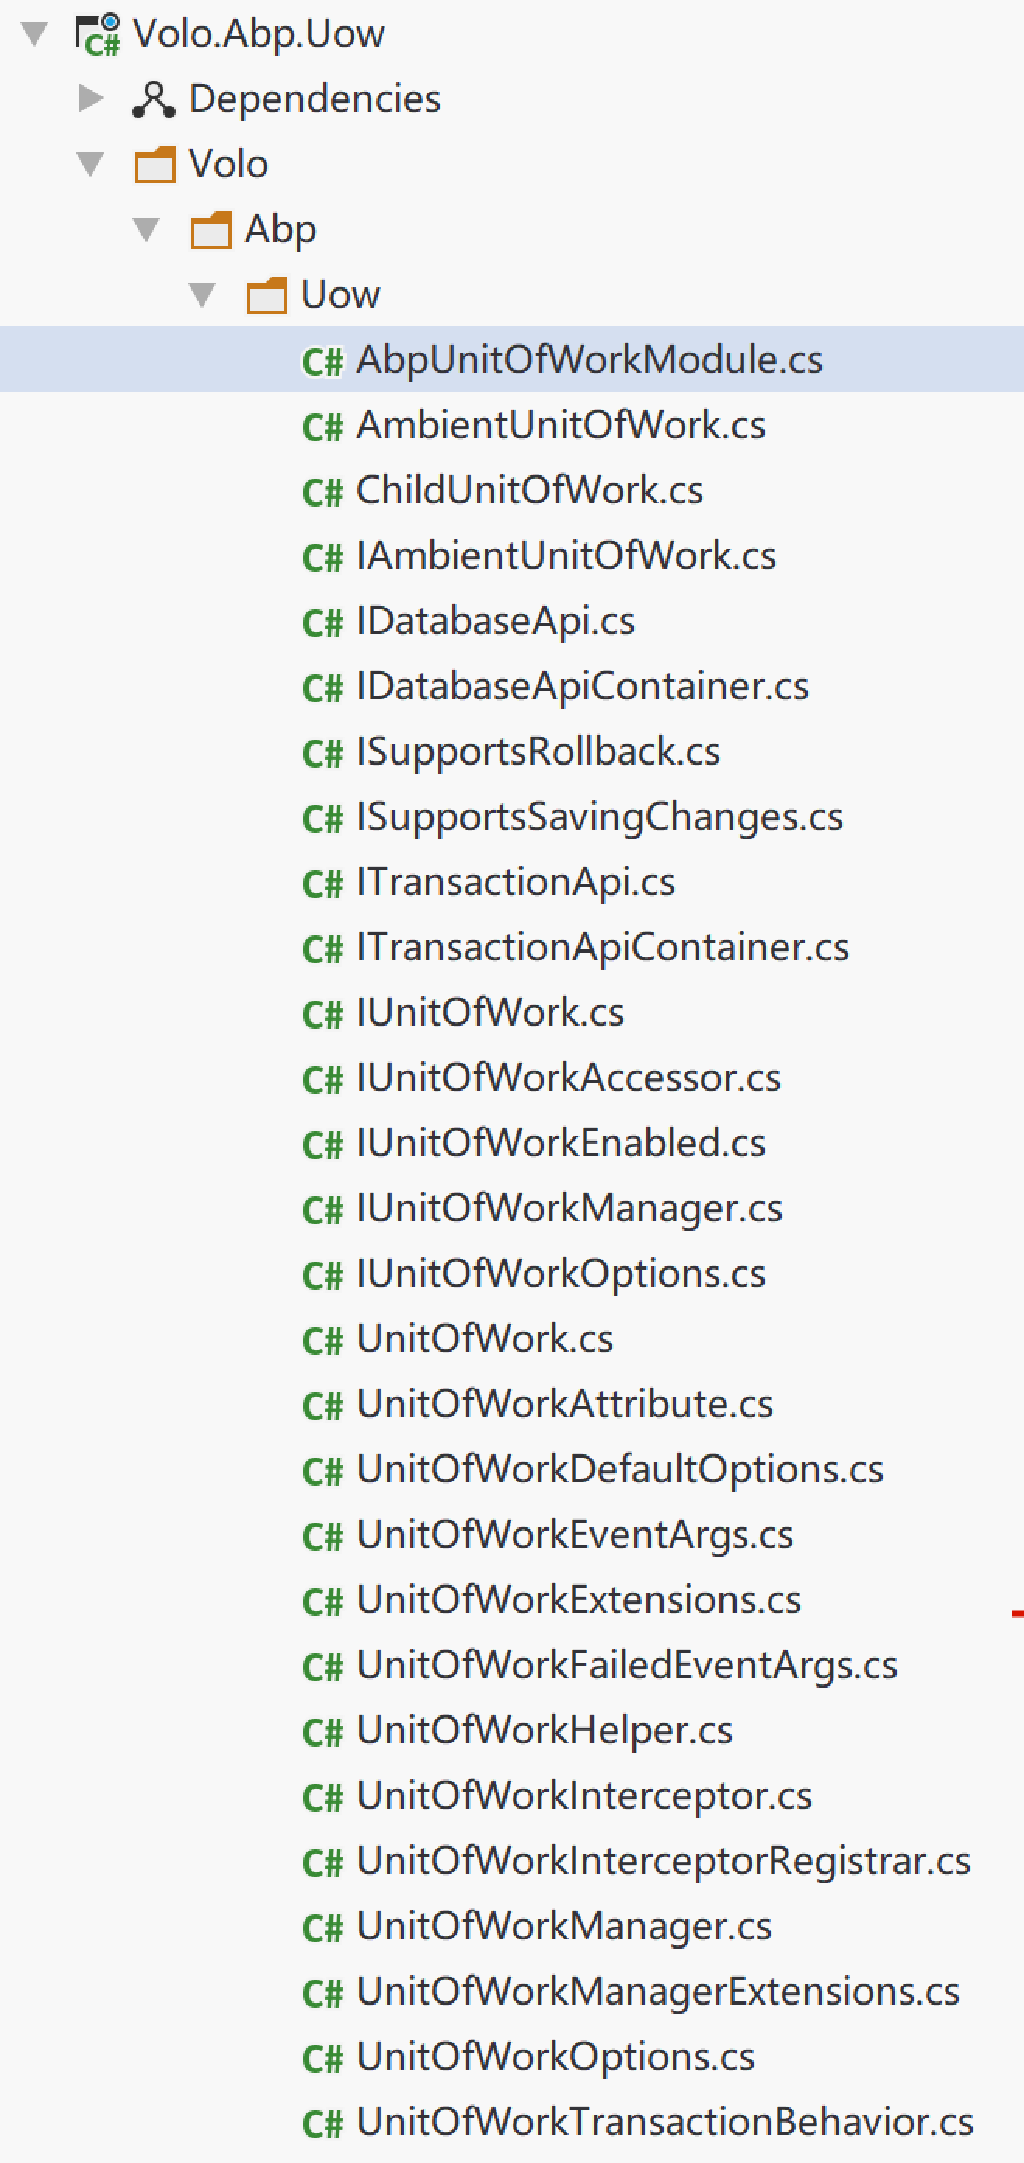 Volo.Abp.Uow
Dependencies
Volo
Abp
Uow
C# AbpUnitOfWorkModule.cs
C# AmbientUnitOfWork.cs
C# ChildUnitOfWork.cs
C# IAmbientUnitOfWork.cs
C# IDatabaseApi.cs
C# IDatabaseApiContainer.cs
C# ISupportsRollback.cs
C# ISupportsSavingChanges.cs
C# ITransactionApi.cs
C# ITransactionApiContainer.cs
C# IUnitOfWork.cs
C# IUnitOfWorkAccessor.cs
C# IUnitOfWorkEnabled.cs
C# IUnitOfWorkManager.cs
C# IUnitOfWorkOptions.cs
C# UnitOfWork.cs
C# UnitOfWorkAttribute.cs
C# UnitOfWorkDefaultOptions.cs
C# UnitOfWorkEventArgs.cs
C# UnitOfWorkExtensions.cs
C# UnitOfWorkFailedEventArgs.cs
C# UnitOfWorkHelper.cs
C# UnitOfWorkInterceptor.cs
C# UnitOfWorkInterceptorRegistrar.cs
C# UnitOfWorkManager.cs
C# UnitOfWorkManagerExtensions.cs
C# UnitOfWorkOptions.cs
C# UnitOfWorkTransactionBehavior.cs